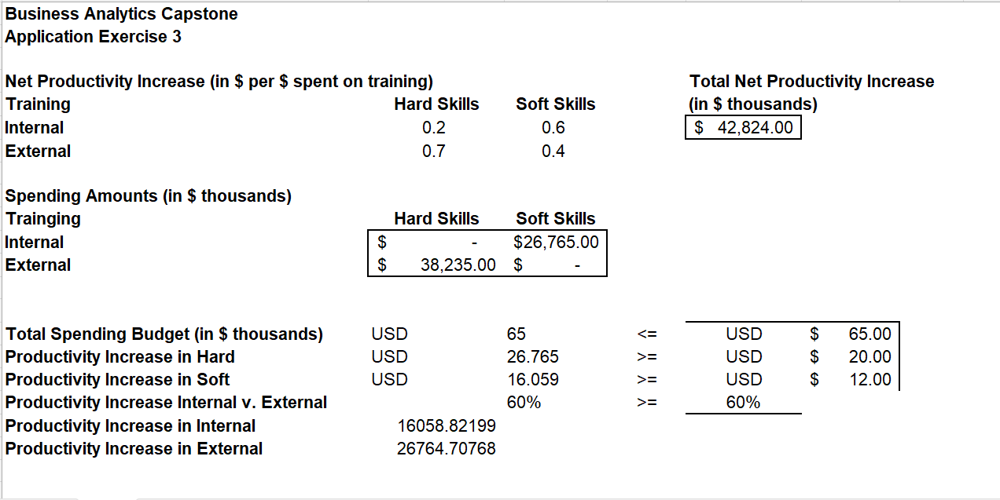 Business Analytics Capstone
Application Exercise 3
Net Productivity Increase (in $ per $ spent on training) Total Net Productivity Increase
Training Hard Skills Soft Skills (in $ thousands)
Internal 0.2 0.6 $ 42,824.00
External 0.7 0.4
Spending Amounts (in $ thousands)
Trainging Hard Skills Soft Skills
Internal $ - $26,765.00
External $ 38,235.00 $ -
Total Spending Budget (in $ thousands) USD 65 <= USD $ 65.00
Productivity Increase in Hard USD 26.765 >= USD $ 20.00
Productivity Increase in Soft USD 16.059 >= USD $ 12.00
Productivity Increase Internal v. External 60% >= 60%
Productivity Increase in Internal 16058.82199
Productivity Increase in External 26764.70768